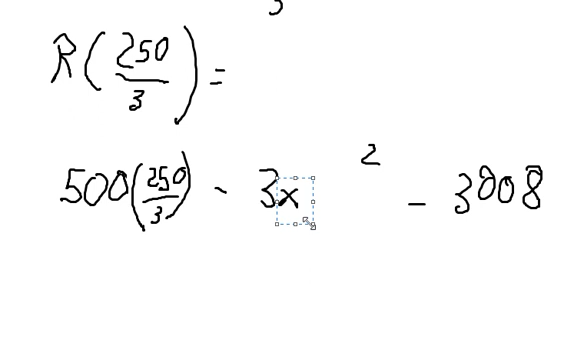 R(250/3) =
500(250/3) - 3x² - 3008